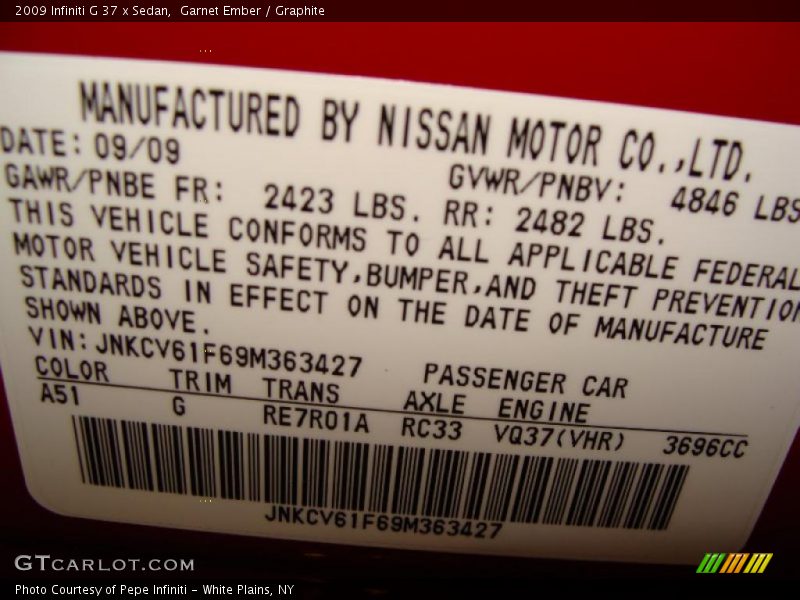 2009 Infiniti G 37 x Sedan,  Garnet Ember / Graphite
MANUFACTURED BY NISSAN MOTOR CO.,LTD.
DATE: 09/09 GVWR/PNBV: 4846 LBS
GAWR/PNBE FR: 2423 LBS. RR: 2482 LBS.
THIS VEHICLE CONFORMS TO ALL APPLICABLE FEDERAL
MOTOR VEHICLE SAFETY,BUMPER,AND THEFT PREVENTION
STANDARDS IN EFFECT ON THE DATE OF MANUFACTURE
SHOWN ABOVE.
VIN:JNKCV61F69M363427 PASSENGER CAR
COLOR TRIM TRANS AXLE ENGINE
A51 G RE7R01A RC33 VQ37(VHR) 3696CC
JNKCV61F69M363427
GTCARLOT.COM
Photo Courtesy of Pepe Infiniti - White Plains, NY